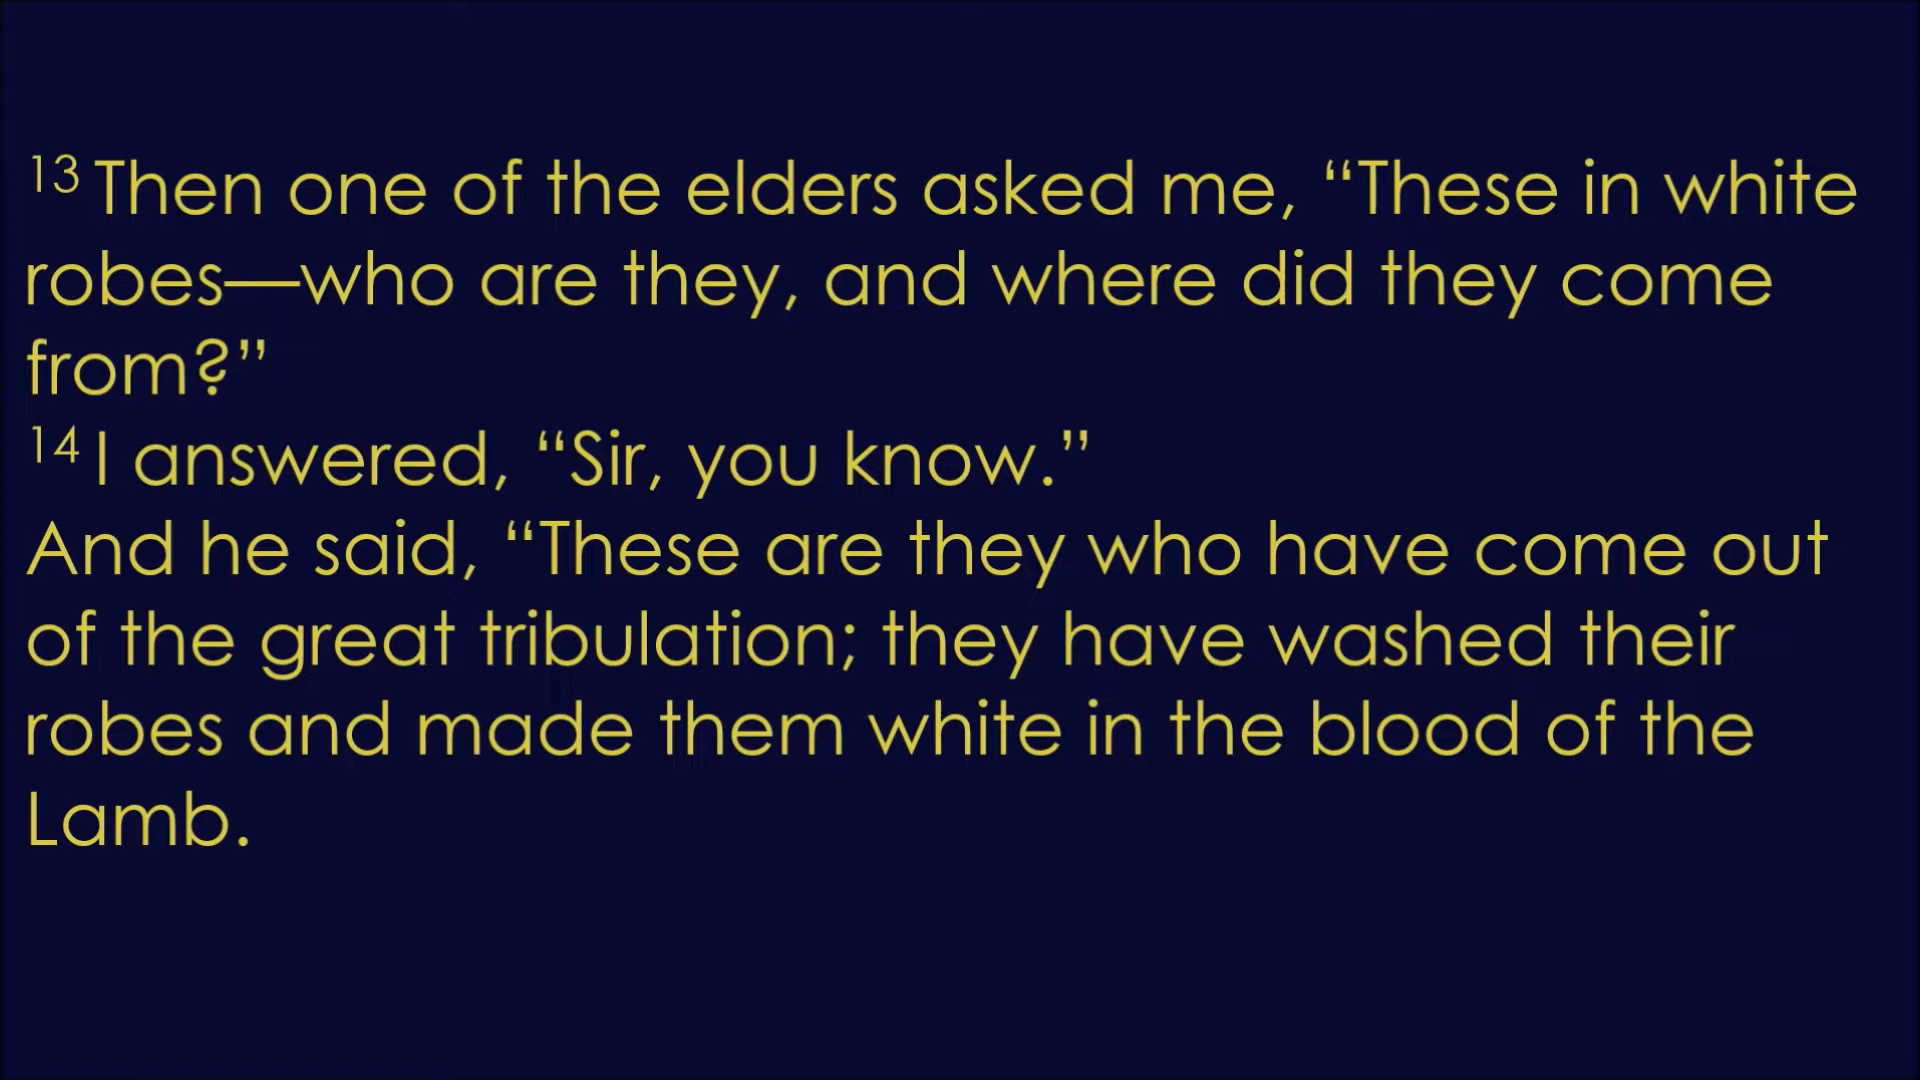 13 Then one of the elders asked me, “These in white
robes—who are they, and where did they come
from?”
14 I answered, “Sir, you know.”
And he said, “These are they who have come out
of the great tribulation; they have washed their
robes and made them white in the blood of the
Lamb.